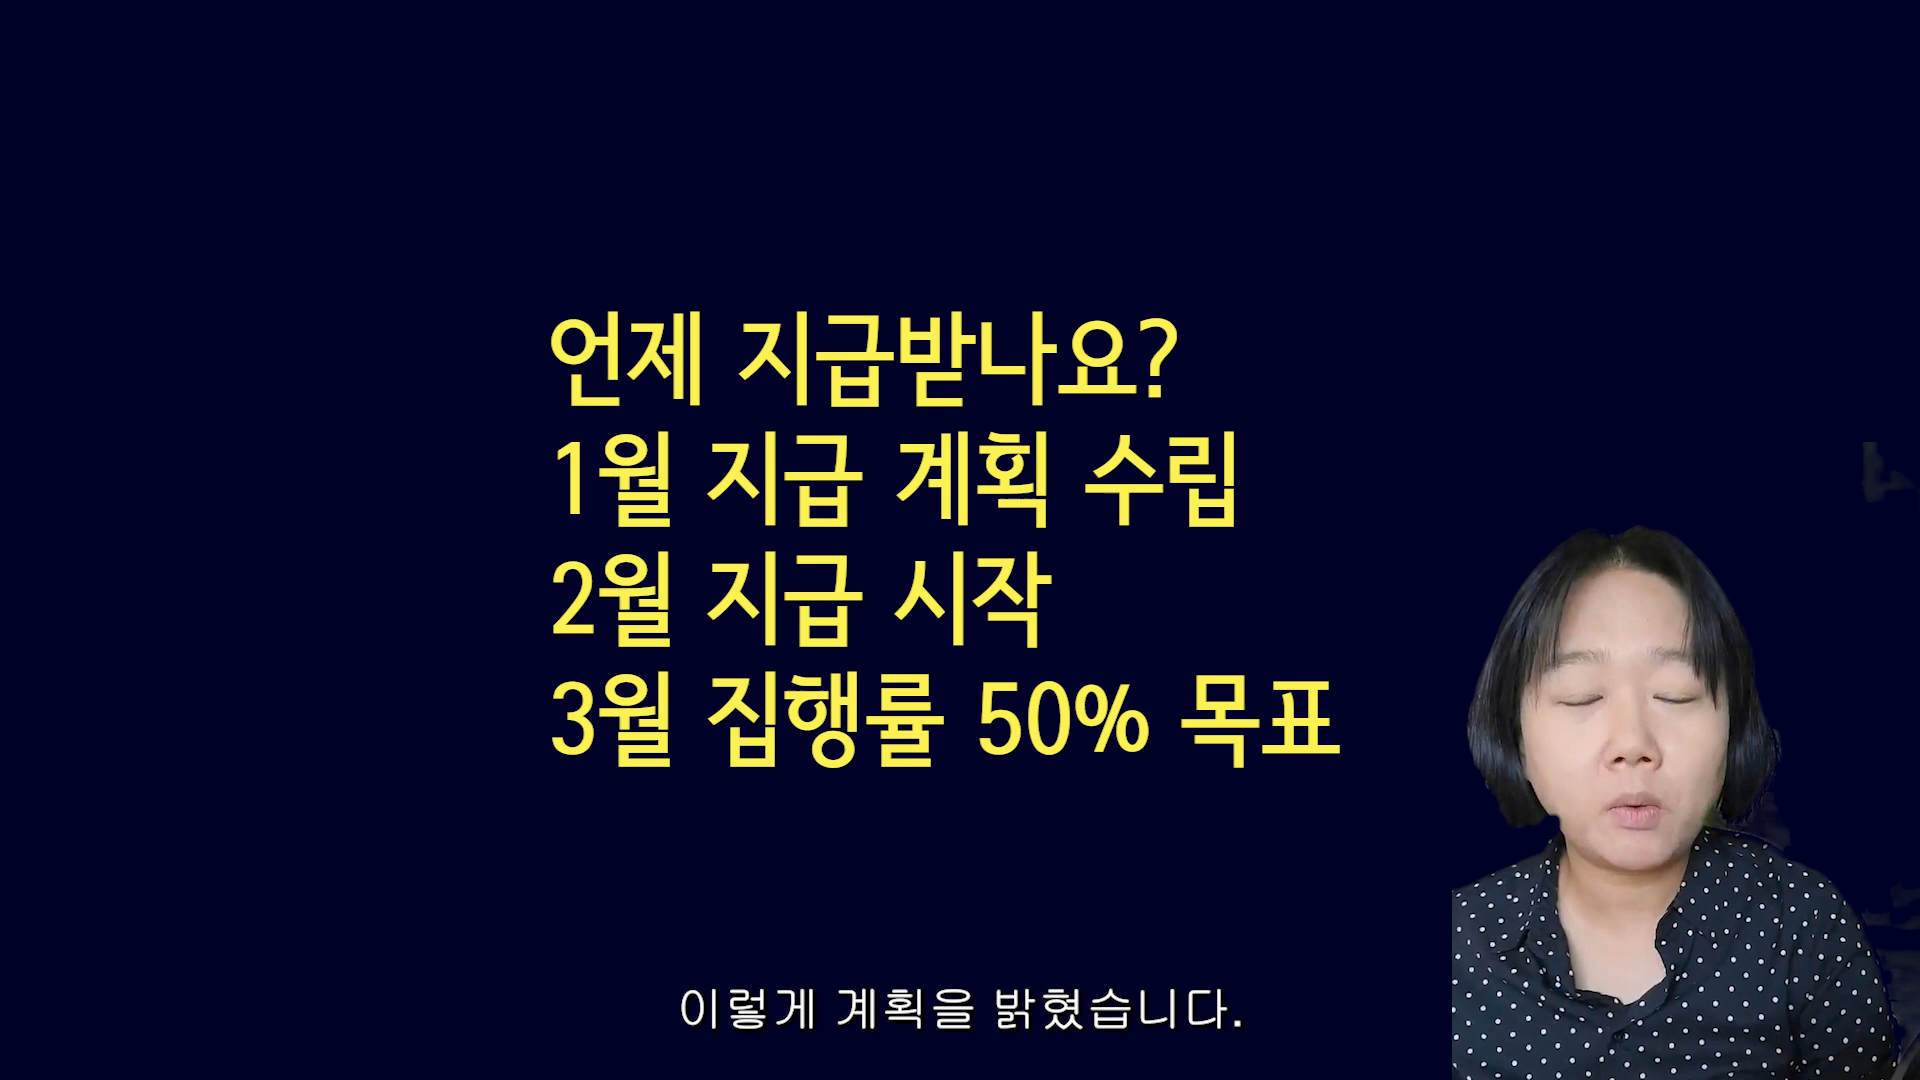 언제 지급받나요?
1월 지급 계획 수립
2월 지급 시작
3월 집행률 50% 목표
이렇게 계획을 밝혔습니다.